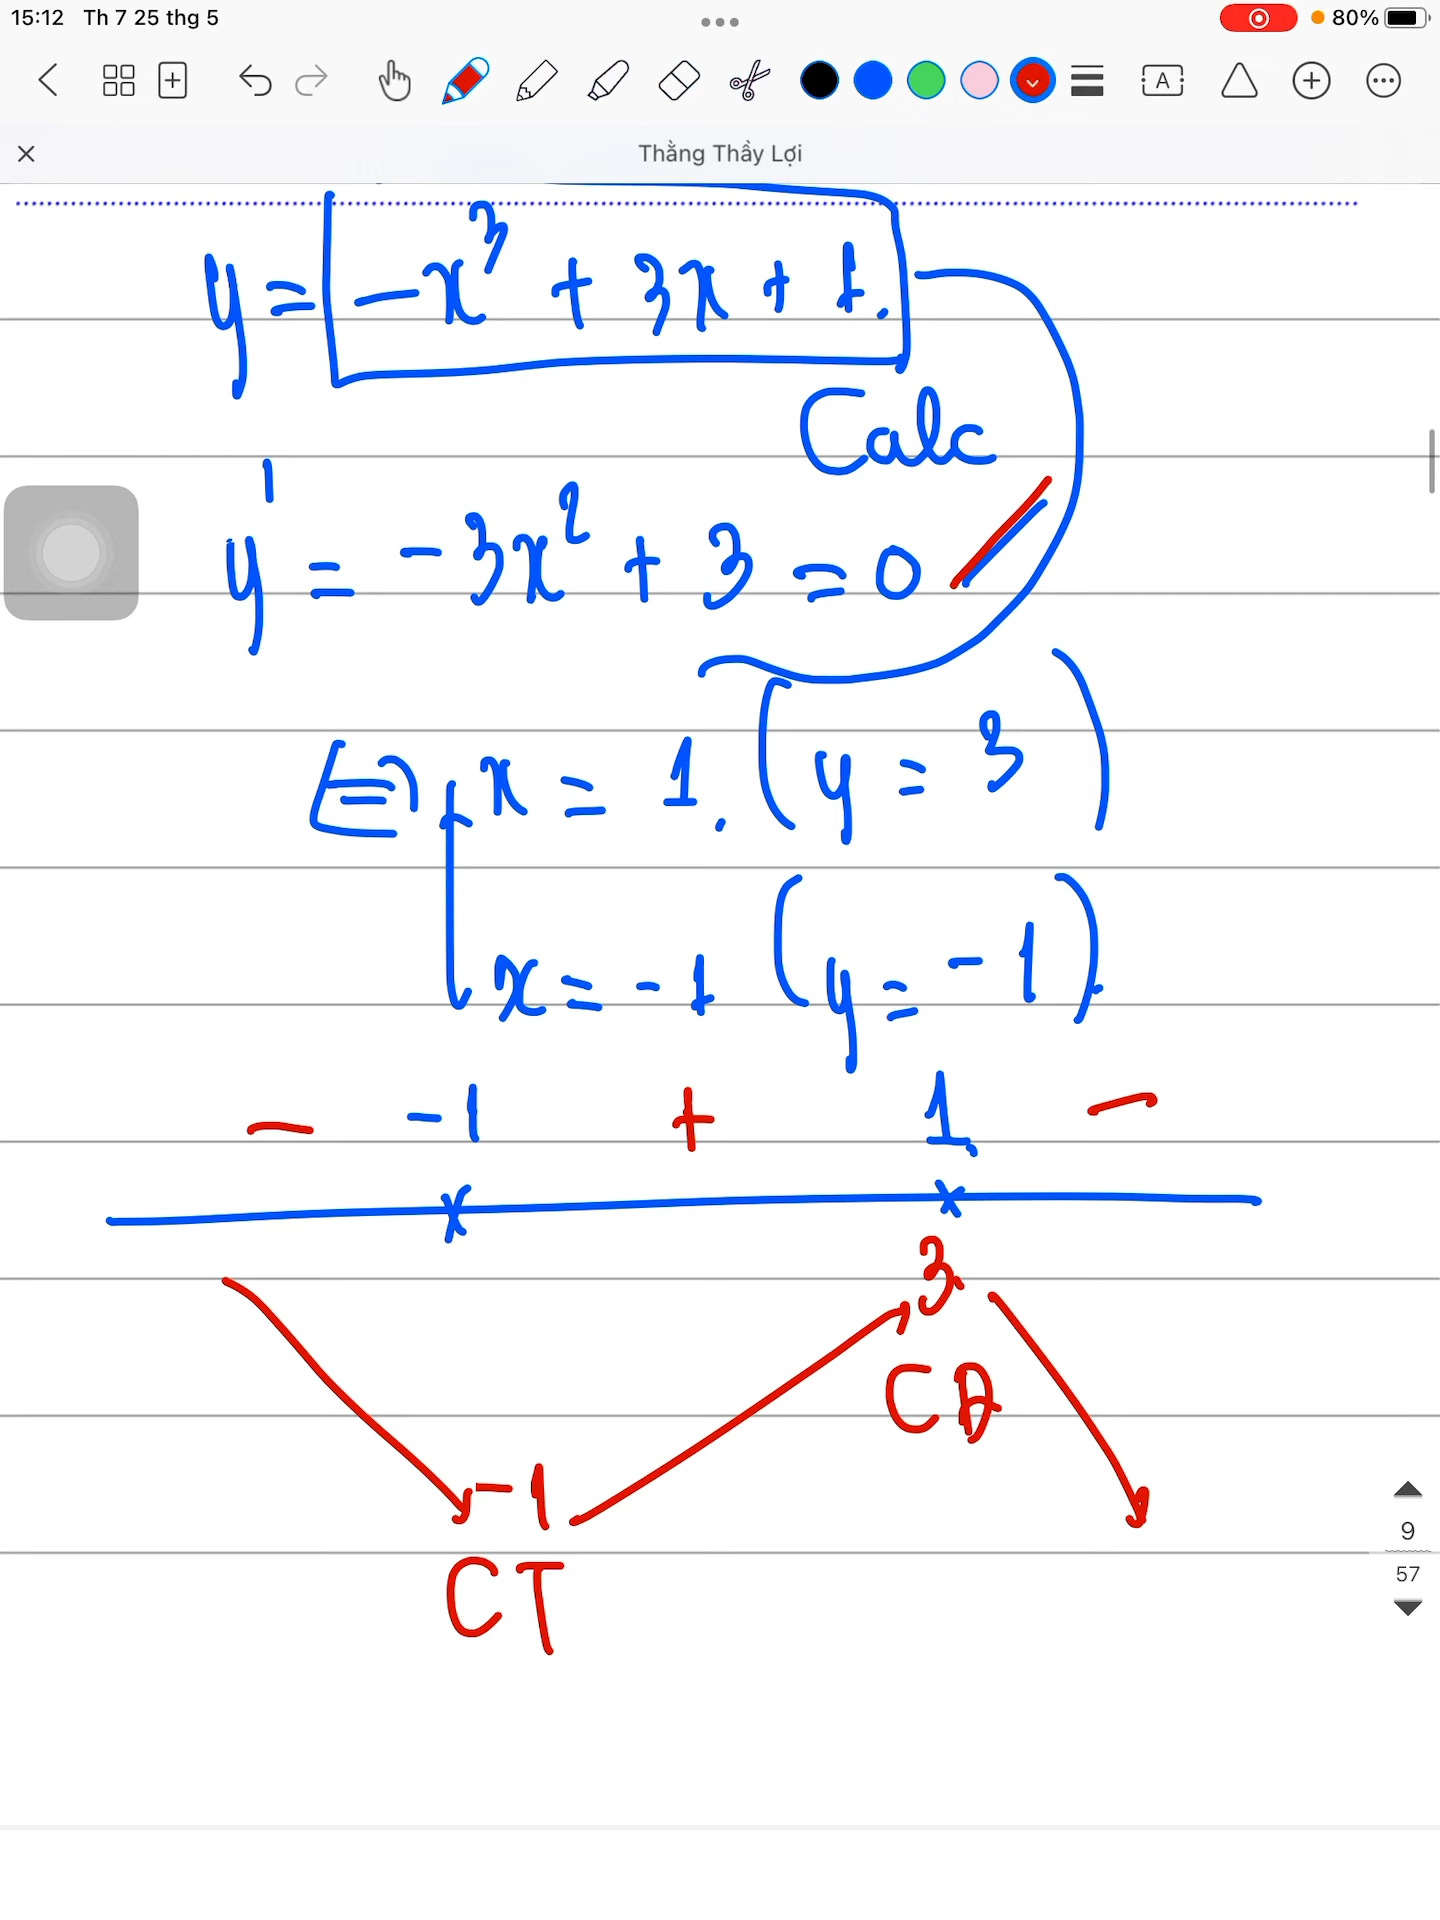 15:12 Th 7 25 thg 5 80%
A
Thằng Thầy Lợi
y = -x³ + 3x + 1.
Calc
y' = -3x² + 3 = 0
⇔ x = 1. (y = 3)
x = -1 (y = -1).
- -1 + 1. -
3.
CĐ
-1
CT
9
57